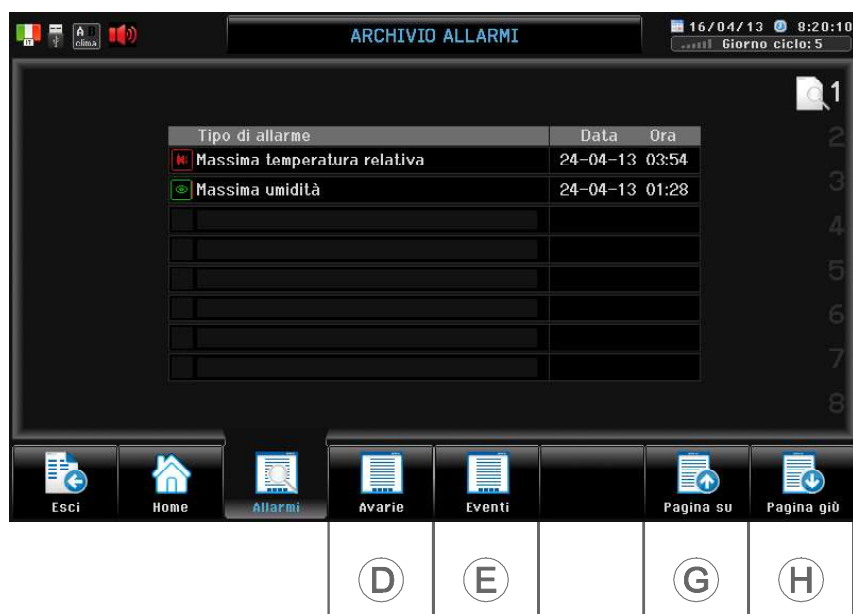 IT
A B
clima
ARCHIVIO ALLARMI
16/04/13 8:20:10
Giorno ciclo: 5
1
2
3
4
5
6
7
8
Tipo di allarme Data Ora
Massima temperatura relativa 24-04-13 03:54
Massima umidità 24-04-13 01:28
Esci Home Allarmi Avarie Eventi Pagina su Pagina giù
D E G H